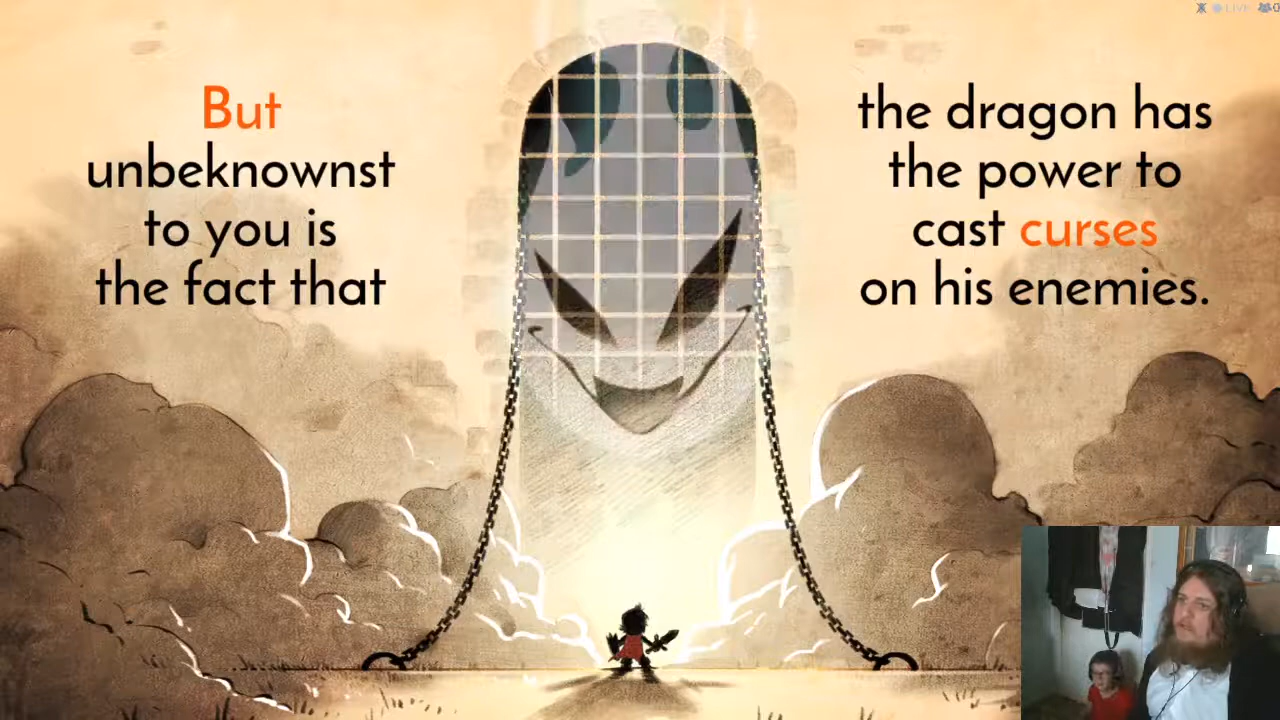 LIVE
But
unbeknownst
to you is
the fact that
the dragon has
the power to
cast curses
on his enemies.